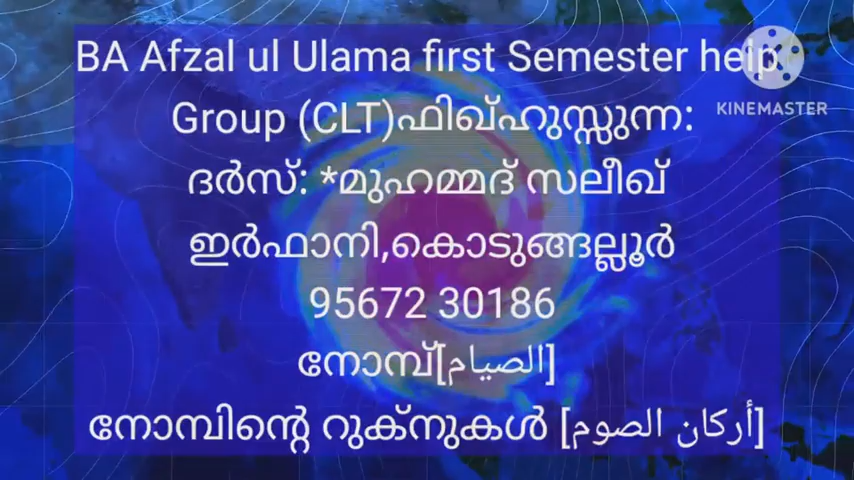 BA Afzal ul Ulama first Semester help
KINEMASTER
Group (CLT)ഫിഖ്ഹുസ്സുന്ന:
ദർസ്: *മുഹമ്മദ് സലീഖ്
ഇർഫാനി,കൊടുങ്ങല്ലൂർ
95672 30186
നോമ്പ്[الصيام]
നോമ്പിന്റെ റുക്നുകൾ [أركان الصوم]